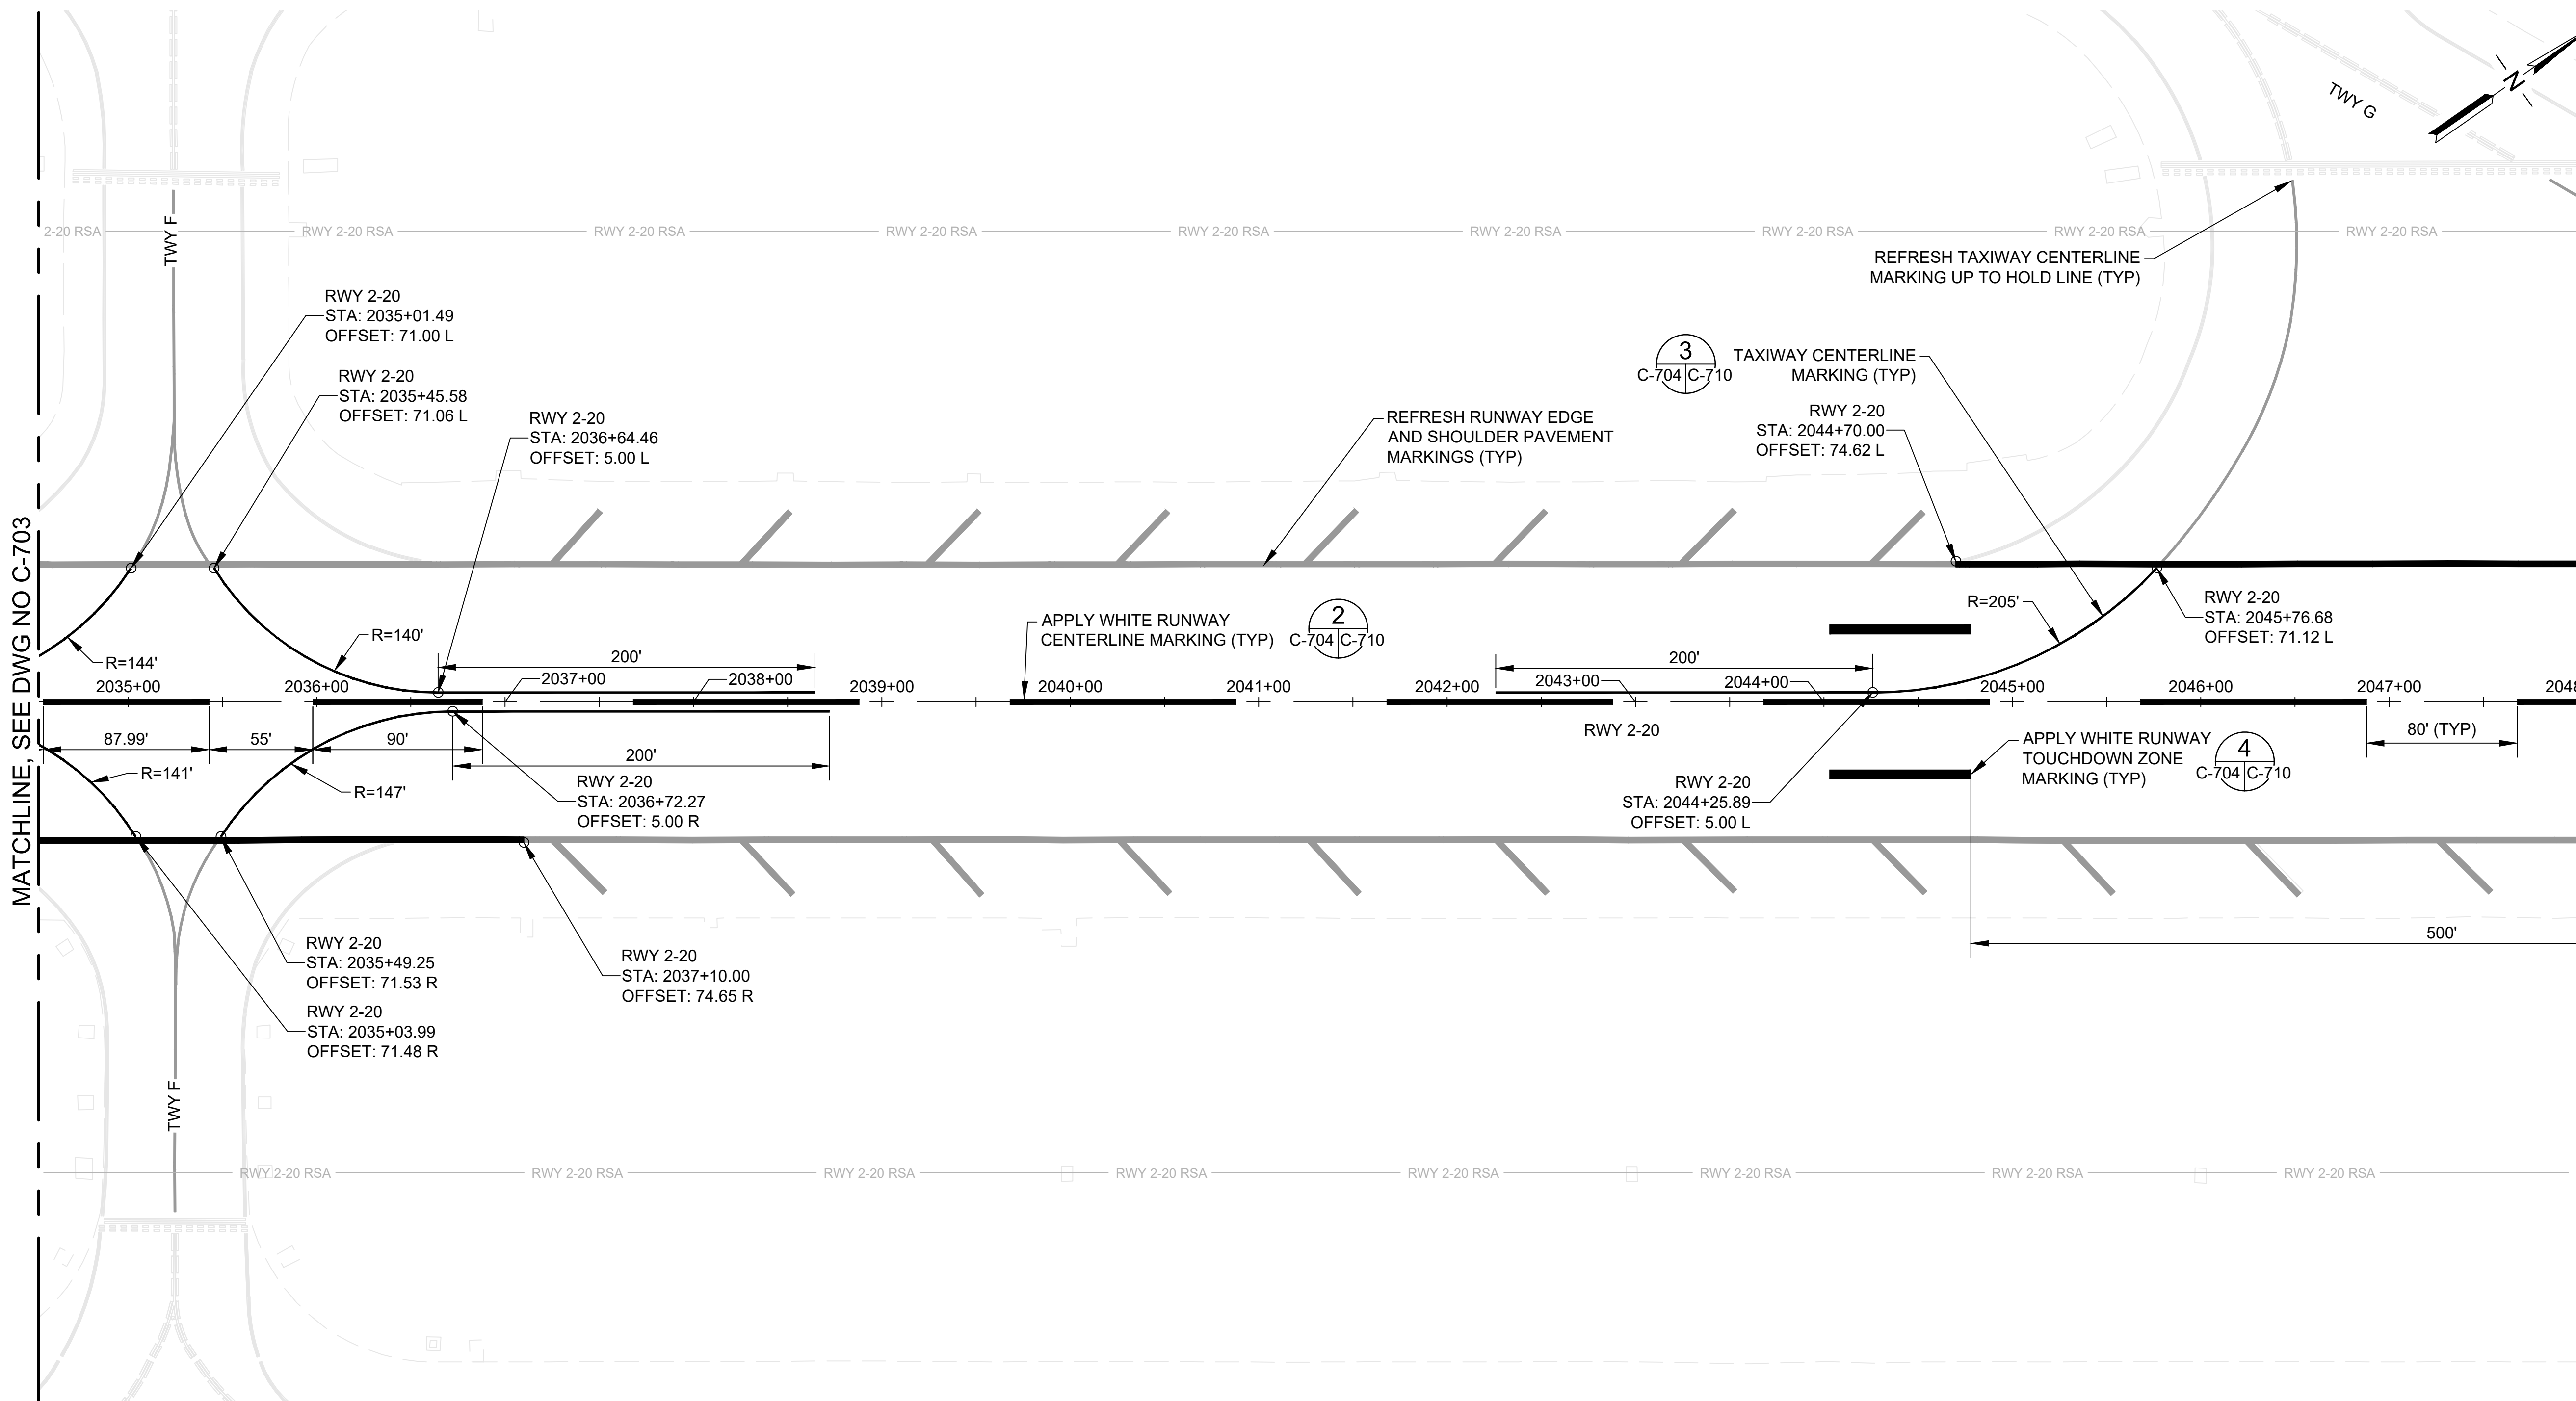 TWY G
N
TWY F
2-20 RSA
RWY 2-20 RSA
RWY 2-20 RSA
RWY 2-20 RSA
RWY 2-20 RSA
RWY 2-20 RSA
RWY 2-20 RSA
RWY 2-20 RSA
RWY 2-20 RSA
REFRESH TAXIWAY CENTERLINE
MARKING UP TO HOLD LINE (TYP)
RWY 2-20
STA: 2035+01.49
OFFSET: 71.00 L
RWY 2-20
STA: 2035+45.58
OFFSET: 71.06 L
RWY 2-20
STA: 2036+64.46
OFFSET: 5.00 L
REFRESH RUNWAY EDGE
AND SHOULDER PAVEMENT
MARKINGS (TYP)
3
C-704 C-710
TAXIWAY CENTERLINE
MARKING (TYP)
RWY 2-20
STA: 2044+70.00
OFFSET: 74.62 L
MATCHLINE, SEE DWG NO C-703
R=144'
R=140'
APPLY WHITE RUNWAY
CENTERLINE MARKING (TYP)
2
C-704 C-710
R=205'
RWY 2-20
STA: 2045+76.68
OFFSET: 71.12 L
200'
200'
2035+00
2036+00
2037+00
2038+00
2039+00
2040+00
2041+00
2042+00
2043+00
2044+00
2045+00
2046+00
2047+00
2048
87.99'
55'
90'
200'
RWY 2-20
80' (TYP)
R=141'
R=147'
RWY 2-20
STA: 2036+72.27
OFFSET: 5.00 R
RWY 2-20
STA: 2044+25.89
OFFSET: 5.00 L
APPLY WHITE RUNWAY
TOUCHDOWN ZONE
MARKING (TYP)
4
C-704 C-710
500'
RWY 2-20
STA: 2035+49.25
OFFSET: 71.53 R
RWY 2-20
STA: 2035+03.99
OFFSET: 71.48 R
RWY 2-20
STA: 2037+10.00
OFFSET: 74.65 R
TWY F
RWY 2-20 RSA
RWY 2-20 RSA
RWY 2-20 RSA
RWY 2-20 RSA
RWY 2-20 RSA
RWY 2-20 RSA
RWY 2-20 RSA
RWY 2-20 RSA